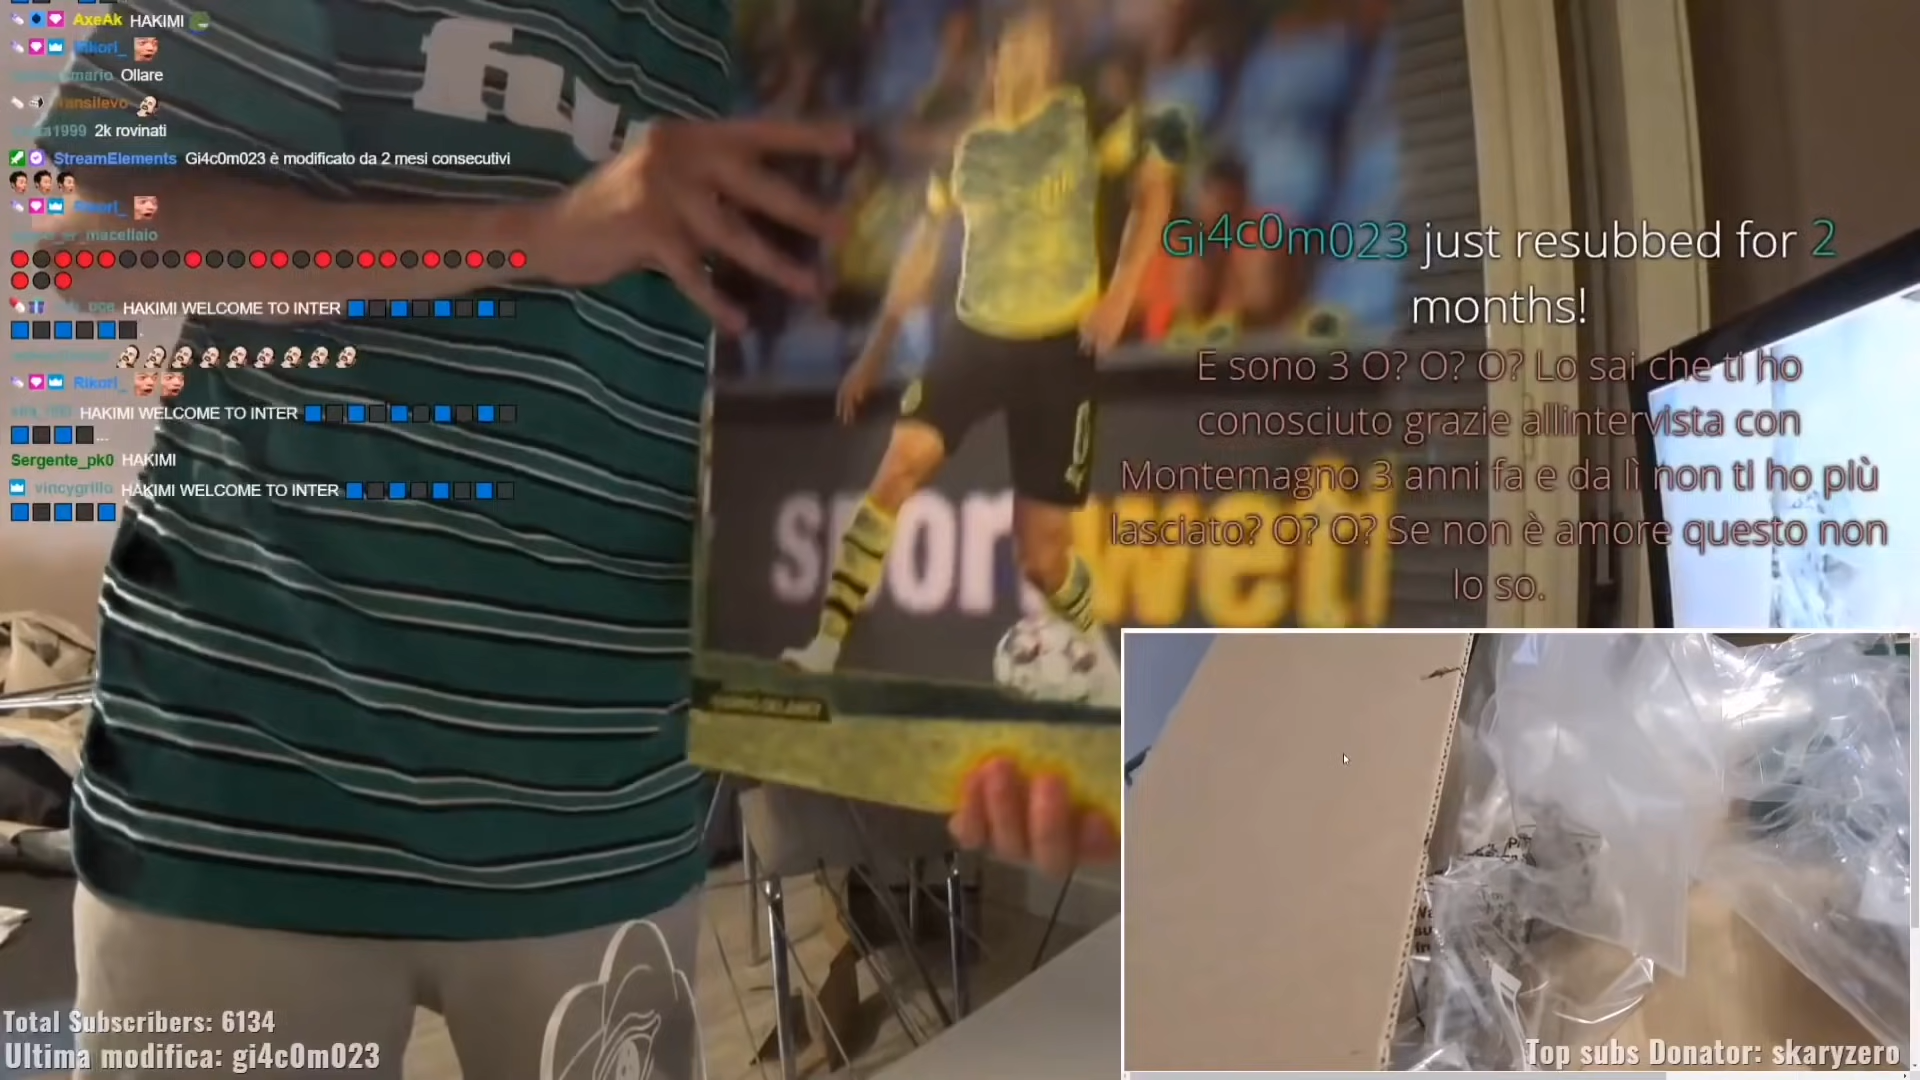 AxeAk HAKIMI
Rikori_
Ollare
2k rovinati
StreamElements Gi4c0m023 è modificato da 2 mesi consecutivi
HAKIMI WELCOME TO INTER
Rikori_
HAKIMI WELCOME TO INTER
...
Sergente_pk0 HAKIMI
vincygrillo HAKIMI WELCOME TO INTER
Gi4c0m023 just resubbed for 2
months!
E sono 3 O? O? O? Lo sai che ti ho
conosciuto grazie allintervista con
Montemagno 3 anni fa e da lì non ti ho più
lasciato? O? O? Se non è amore questo non
lo so.
Total Subscribers: 6134
Ultima modifica: gi4c0m023
Top subs Donator: skaryzero